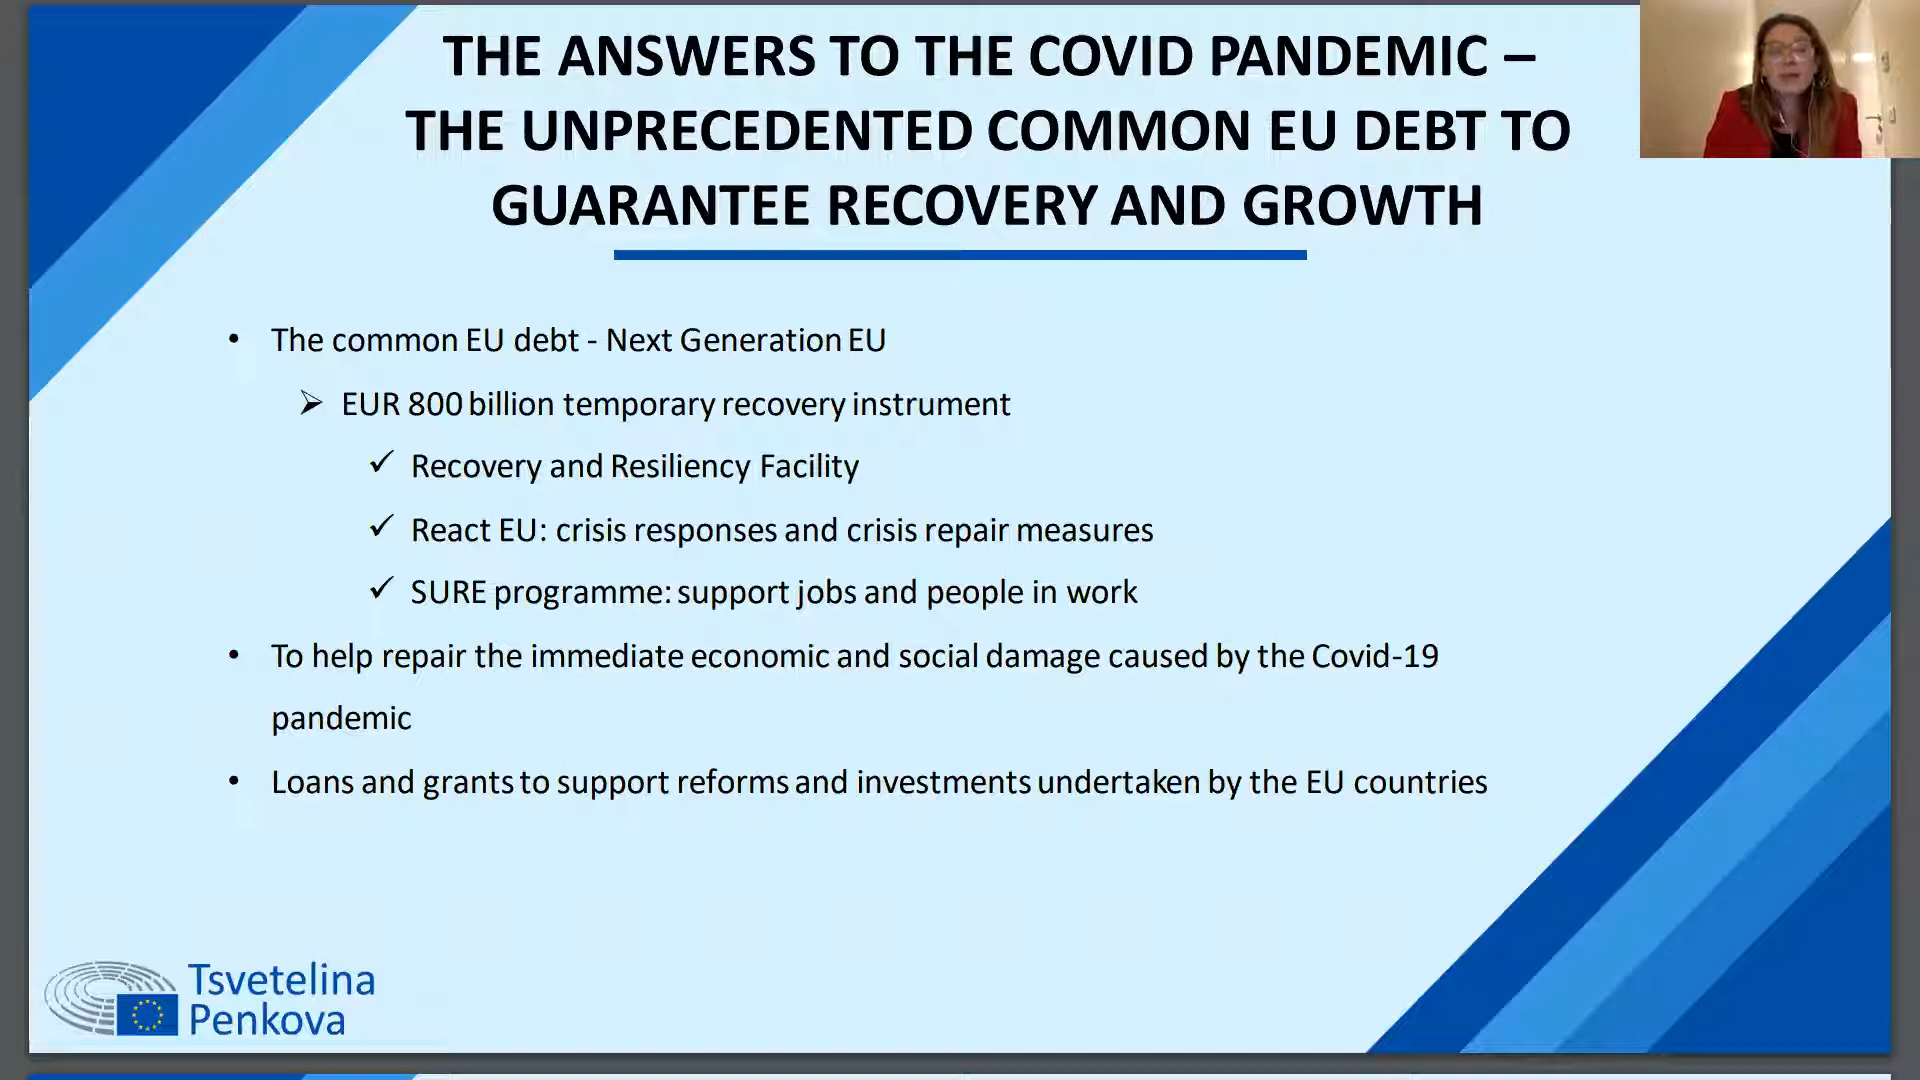 THE ANSWERS TO THE COVID PANDEMIC –
THE UNPRECEDENTED COMMON EU DEBT TO
GUARANTEE RECOVERY AND GROWTH
• The common EU debt - Next Generation EU
➢ EUR 800 billion temporary recovery instrument
✓ Recovery and Resiliency Facility
✓ React EU: crisis responses and crisis repair measures
✓ SURE programme: support jobs and people in work
• To help repair the immediate economic and social damage caused by the Covid-19
pandemic
• Loans and grants to support reforms and investments undertaken by the EU countries
Tsvetelina
Penkova